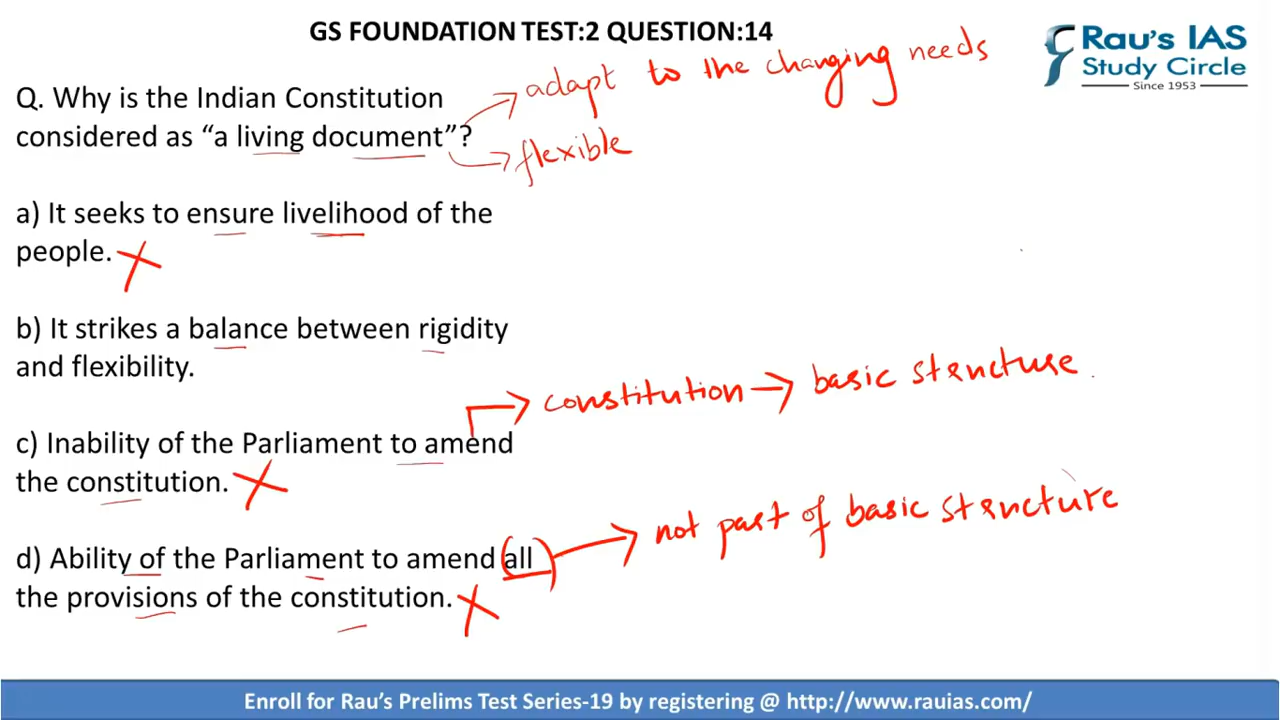 GS FOUNDATION TEST:2 QUESTION:14
Rau's IAS
Study Circle
Since 1953
adapt to the changing needs
Q. Why is the Indian Constitution
considered as “a living document”?
flexible
a) It seeks to ensure livelihood of the
people.
b) It strikes a balance between rigidity
and flexibility.
constitution → basic structure
c) Inability of the Parliament to amend
the constitution.
not part of basic structure
d) Ability of the Parliament to amend all
the provisions of the constitution.
Enroll for Rau’s Prelims Test Series-19 by registering @ http://www.rauias.com/